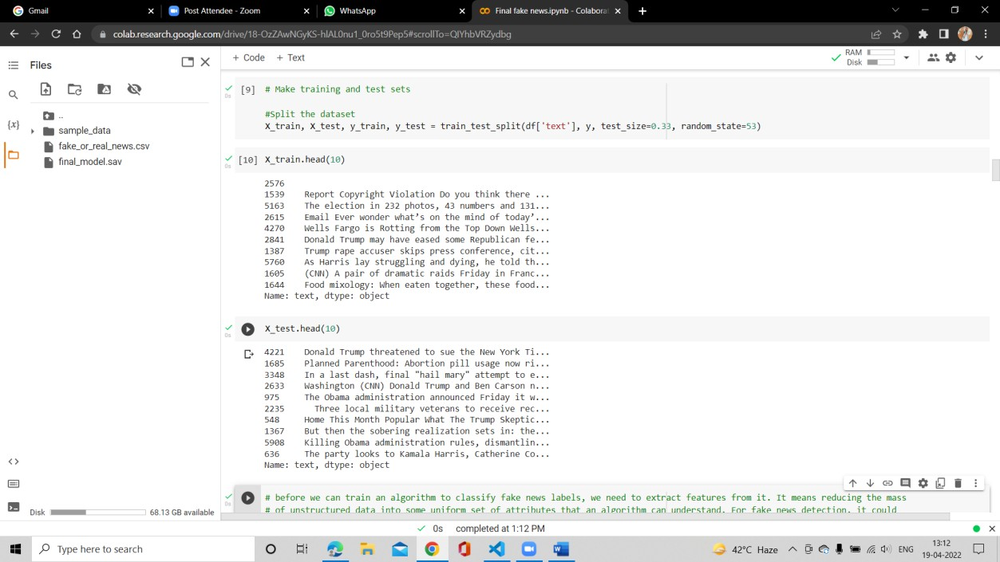 Gmail
Post Attendee - Zoom
WhatsApp
Final fake news.ipynb - Colaborat
colab.research.google.com/drive/18-OzZAwNGyKS-hlAL0nu1_0ro5t9Pep5#scrollTo=QIYhbVRZydbg
Files
+ Code + Text
RAM
Disk
..
sample_data
fake_or_real_news.csv
final_model.sav
{x}
<>
Disk 68.13 GB available
0s
[9] # Make training and test sets
#Split the dataset
X_train, X_test, y_train, y_test = train_test_split(df['text'], y, test_size=0.33, random_state=53)
0s
[10] X_train.head(10)
2576
1539 Report Copyright Violation Do you think there ...
5163 The election in 232 photos, 43 numbers and 131...
2615 Email Ever wonder what’s on the mind of today’...
4270 Wells Fargo is Rotting from the Top Down Wells...
2841 Donald Trump may have eased some Republican fe...
1387 Trump rape accuser skips press conference, cit...
5760 As Harris lay struggling and dying, he told th...
1605 (CNN) A pair of dramatic raids Friday in Franc...
1644 Food mixology: When eaten together, these food...
Name: text, dtype: object
0s
X_test.head(10)
4221 Donald Trump threatened to sue the New York Ti...
1685 Planned Parenthood: Abortion pill usage now ri...
3348 In a last dash, final "hail mary" attempt to e...
2633 Washington (CNN) Donald Trump and Ben Carson n...
975 The Obama administration announced Friday it w...
2235 Three local military veterans to receive rec...
548 Home This Month Popular What The Trump Skeptic...
1367 But then the sobering realization sets in: the...
5908 Killing Obama administration rules, dismantlin...
636 The party looks to Kamala Harris, Catherine Co...
Name: text, dtype: object
0s
# before we can train an algorithm to classify fake news labels, we need to extract features from it. It means reducing the mass
# of unstructured data into some uniform set of attributes that an algorithm can understand. For fake news detection, it could
0s completed at 1:12 PM
Type here to search
42°C Haze
ENG
13:12
19-04-2022